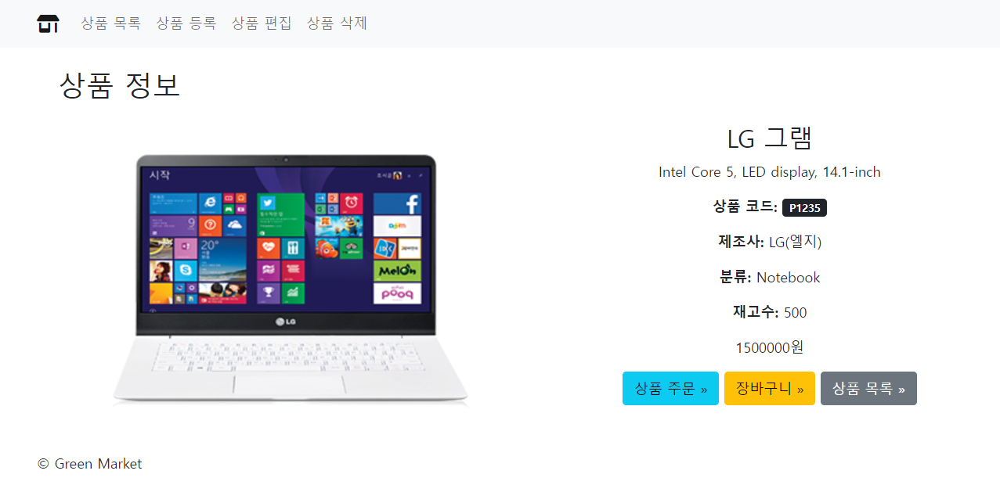 상품 목록 상품 등록 상품 편집 상품 삭제
상품 정보
시작
20°
9
MelOn
pooq
LG
LG 그램
Intel Core 5, LED display, 14.1-inch
상품 코드: P1235
제조사: LG(엘지)
분류: Notebook
재고수: 500
1500000원
상품 주문 » 장바구니 » 상품 목록 »
© Green Market